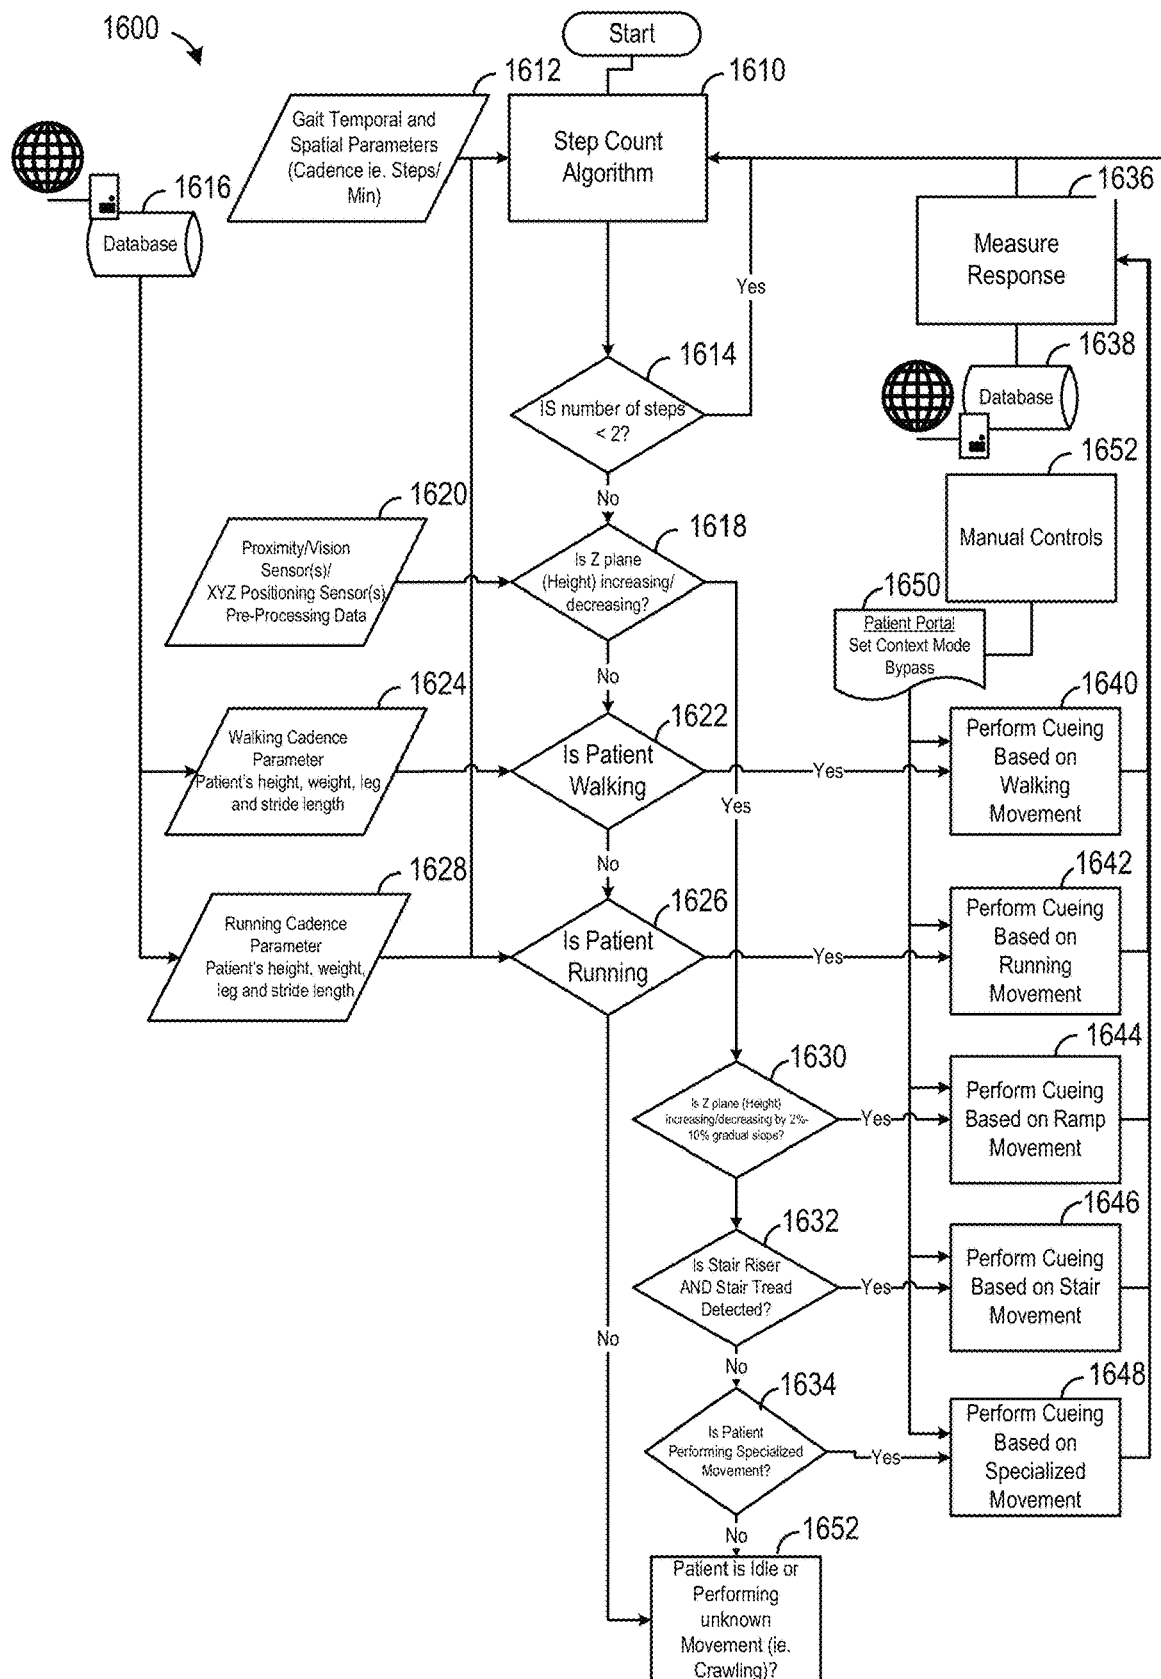 1600
Start
1612
1610
Gait Temporal and
Spatial Parameters
(Cadence ie. Steps/
Min)
Step Count
Algorithm
1616
Database
1636
Measure
Response
Yes
1614
IS number of steps
< 2?
1638
Database
No
1652
Manual Controls
1620
Proximity/Vision
Sensor(s)/
XYZ Positioning Sensor(s)
Pre-Processing Data
1618
Is Z plane
(Height) increasing/
decreasing?
1650
Patient Portal
Set Context Mode
Bypass
No
1624
Walking Cadence
Parameter
Patient's height, weight, leg
and stride length
1622
Is Patient
Walking
Yes
1640
Perform Cueing
Based on
Walking
Movement
Yes
No
1628
Running Cadence
Parameter
Patient's height, weight,
leg and stride length
1626
Is Patient
Running
Yes
1642
Perform Cueing
Based on
Running
Movement
1630
Is Z plane (Height)
increasing/decreasing by 2%-
10% gradual slope?
Yes
1644
Perform Cueing
Based on Ramp
Movement
1632
Is Stair Riser
AND Stair Tread
Detected?
Yes
1646
Perform Cueing
Based on Stair
Movement
No
No
1634
Is Patient
Performing Specialized
Movement?
Yes
1648
Perform Cueing
Based on
Specialized
Movement
No
1652
Patient is Idle or
Performing
unknown
Movement (ie.
Crawling)?